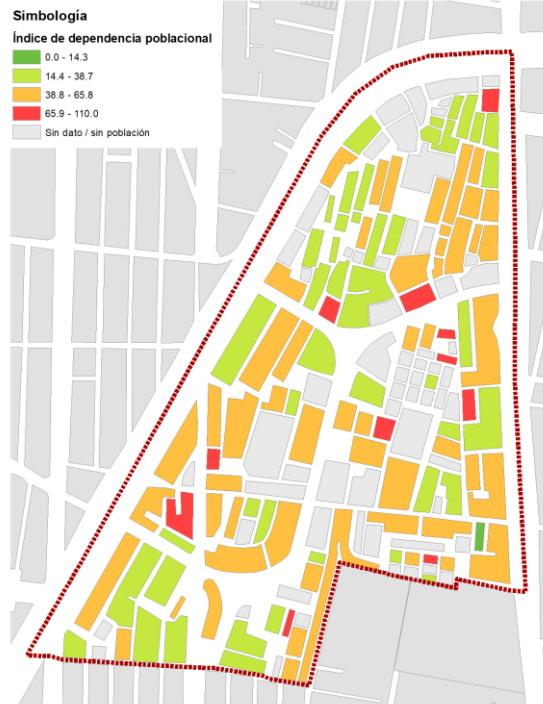 Simbología
Índice de dependencia poblacional
0.0 - 14.3
14.4 - 38.7
38.8 - 65.8
65.9 - 110.0
Sin dato / sin población